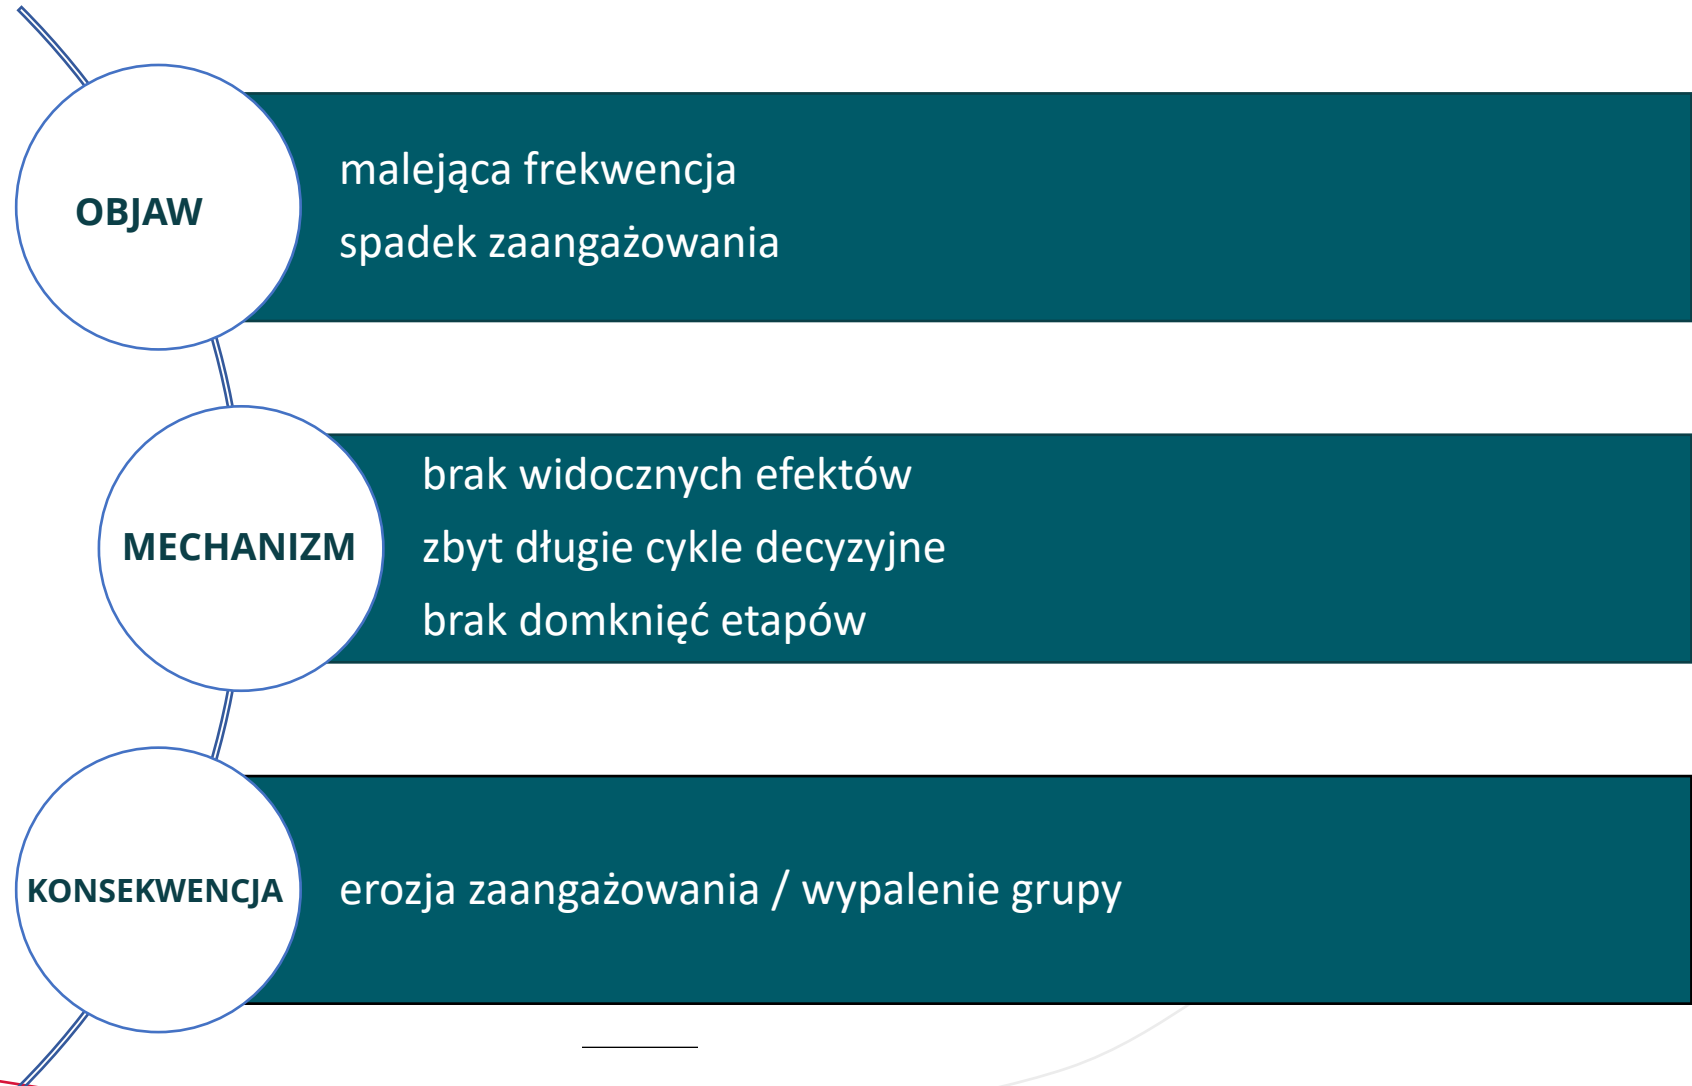 OBJAW
malejąca frekwencja
spadek zaangażowania
MECHANIZM
brak widocznych efektów
zbyt długie cykle decyzyjne
brak domknięć etapów
KONSEKWENCJA
erozja zaangażowania / wypalenie grupy